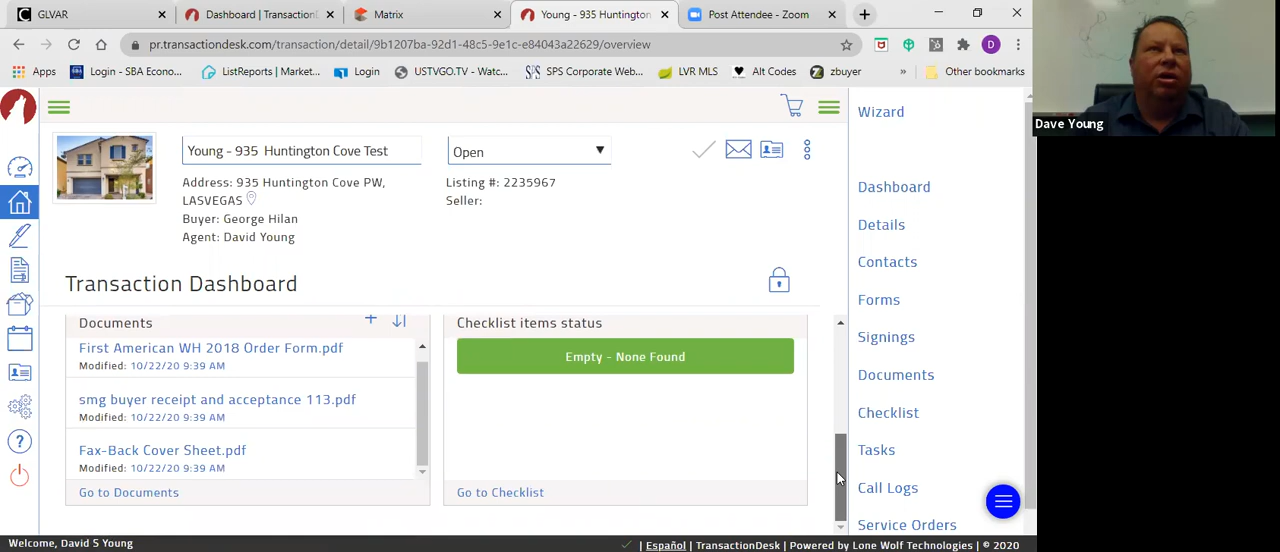 GLVAR
Dashboard | Transaction
Matrix
Young - 935 Huntington
Post Attendee - Zoom
pr.transactiondesk.com/transaction/detail/9b1207ba-92d1-48c5-9e1c-e84043a22629/overview
Apps
Login - SBA Econo...
ListReports | Market...
Login
USTVGO.TV - Watc...
SPS Corporate Web...
LVR MLS
Alt Codes
zbuyer
»
Other bookmarks
Dave Young
Wizard
Young - 935 Huntington Cove Test
Open
Address: 935 Huntington Cove PW,
LASVEGAS
Buyer: George Hilan
Agent: David Young
Listing #: 2235967
Seller:
Transaction Dashboard
Documents
First American WH 2018 Order Form.pdf
Modified: 10/22/20 9:39 AM
smg buyer receipt and acceptance 113.pdf
Modified: 10/22/20 9:39 AM
Fax-Back Cover Sheet.pdf
Modified: 10/22/20 9:39 AM
Go to Documents
Checklist items status
Empty - None Found
Go to Checklist
Dashboard
Details
Contacts
Forms
Signings
Documents
Checklist
Tasks
Call Logs
Service Orders
Welcome, David S Young
| Español | TransactionDesk | Powered by Lone Wolf Technologies | © 2020